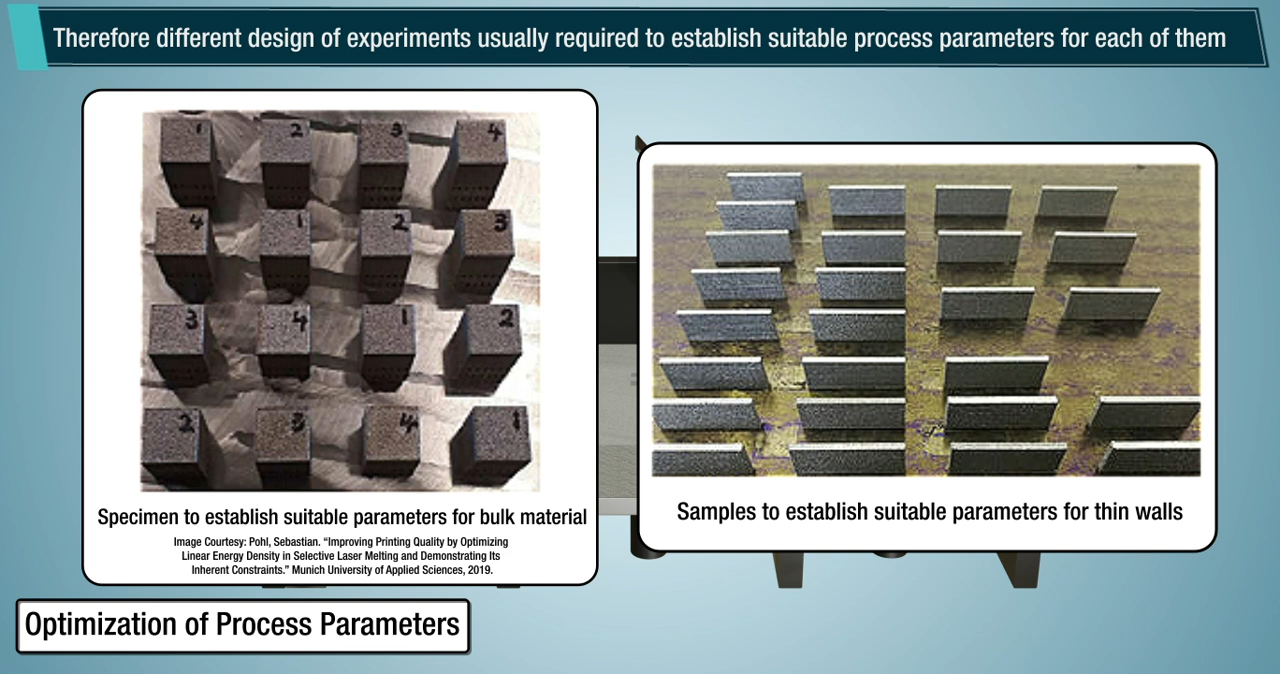 Therefore different design of experiments usually required to establish suitable process parameters for each of them
1 2 3 4
4 1 2 3
3 4 1 2
2 3 4 1
Specimen to establish suitable parameters for bulk material
Image Courtesy: Pohl, Sebastian. “Improving Printing Quality by Optimizing
Linear Energy Density in Selective Laser Melting and Demonstrating Its
Inherent Constraints.” Munich University of Applied Sciences, 2019.
Samples to establish suitable parameters for thin walls
Optimization of Process Parameters